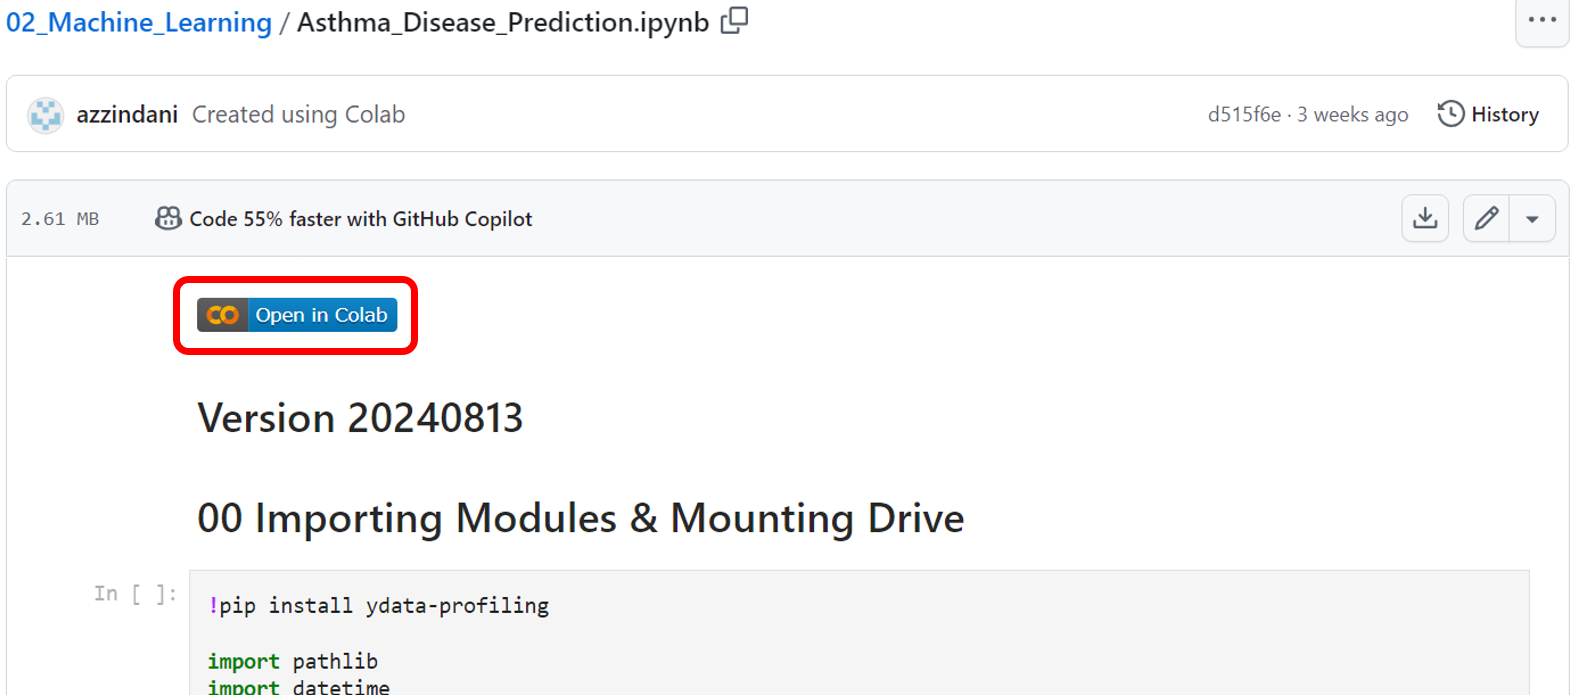 02_Machine_Learning / Asthma_Disease_Prediction.ipynb
azzindani Created using Colab d515f6e · 3 weeks ago History
2.61 MB Code 55% faster with GitHub Copilot
Open in Colab
Version 20240813
00 Importing Modules & Mounting Drive
In [ ]: !pip install ydata-profiling
import pathlib
import datetime